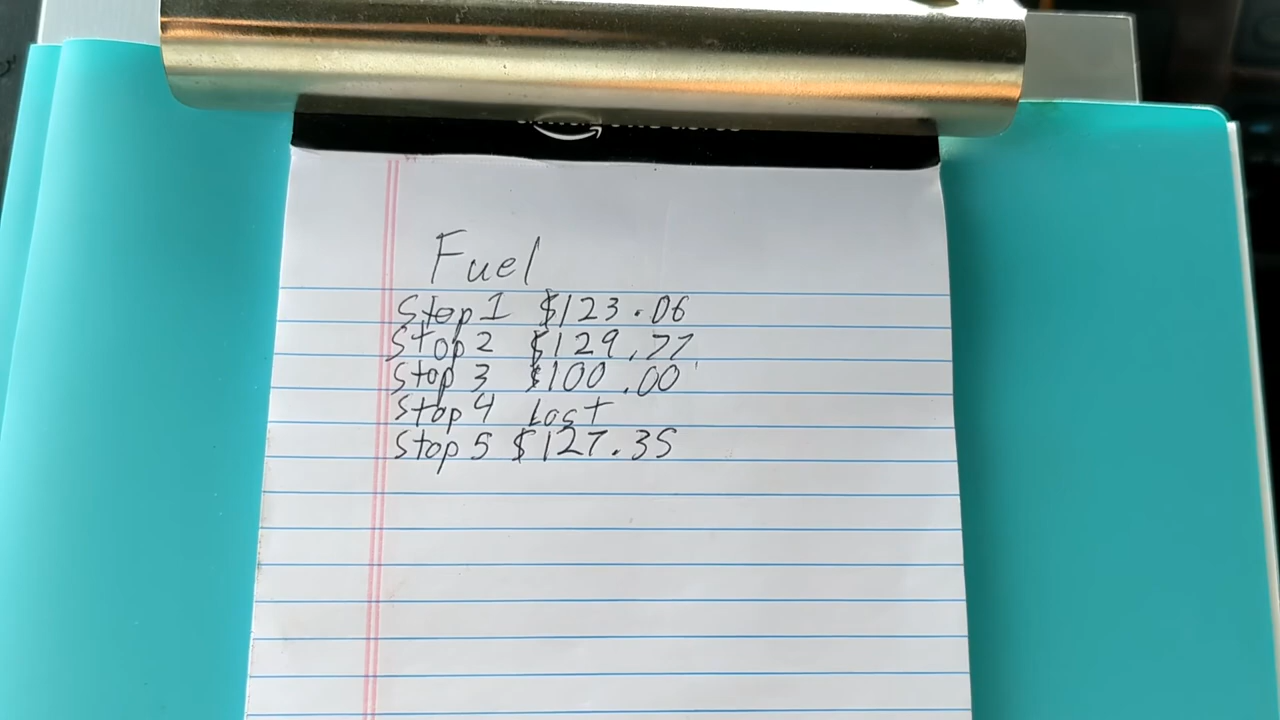 Fuel
Stop 1 $123.06
Stop 2 $129.77
Stop 3 $100.00
Stop 4 Lost
Stop 5 $127.35